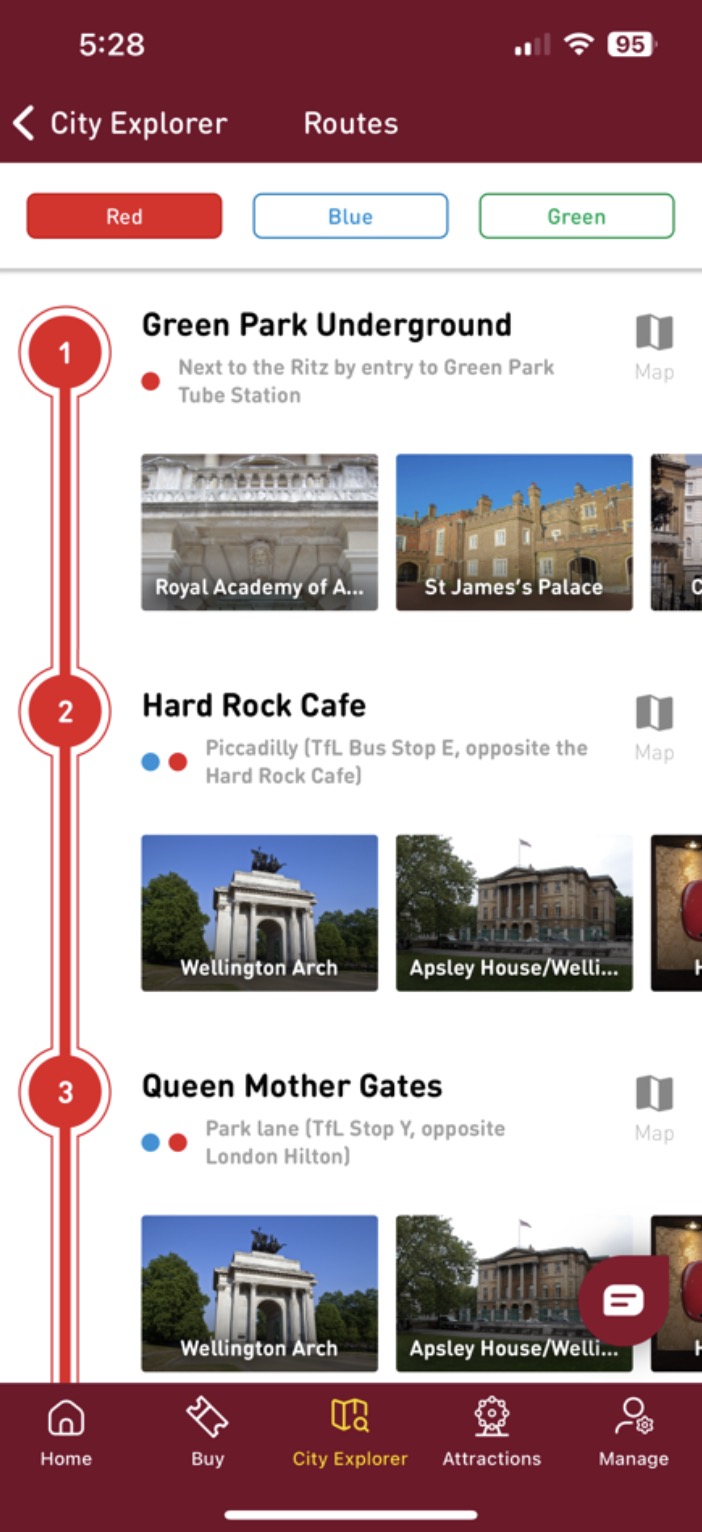 5:28
95
City Explorer
Routes
Red
Blue
Green
1
Green Park Underground
Next to the Ritz by entry to Green Park
Tube Station
Map
Royal Academy of A...
St James's Palace
C
2
Hard Rock Cafe
Piccadilly (TfL Bus Stop E, opposite the
Hard Rock Cafe)
Map
Wellington Arch
Apsley House/Welli...
H
3
Queen Mother Gates
Park lane (TfL Stop Y, opposite
London Hilton)
Map
Wellington Arch
Apsley House/Welli...
H
Home
Buy
City Explorer
Attractions
Manage